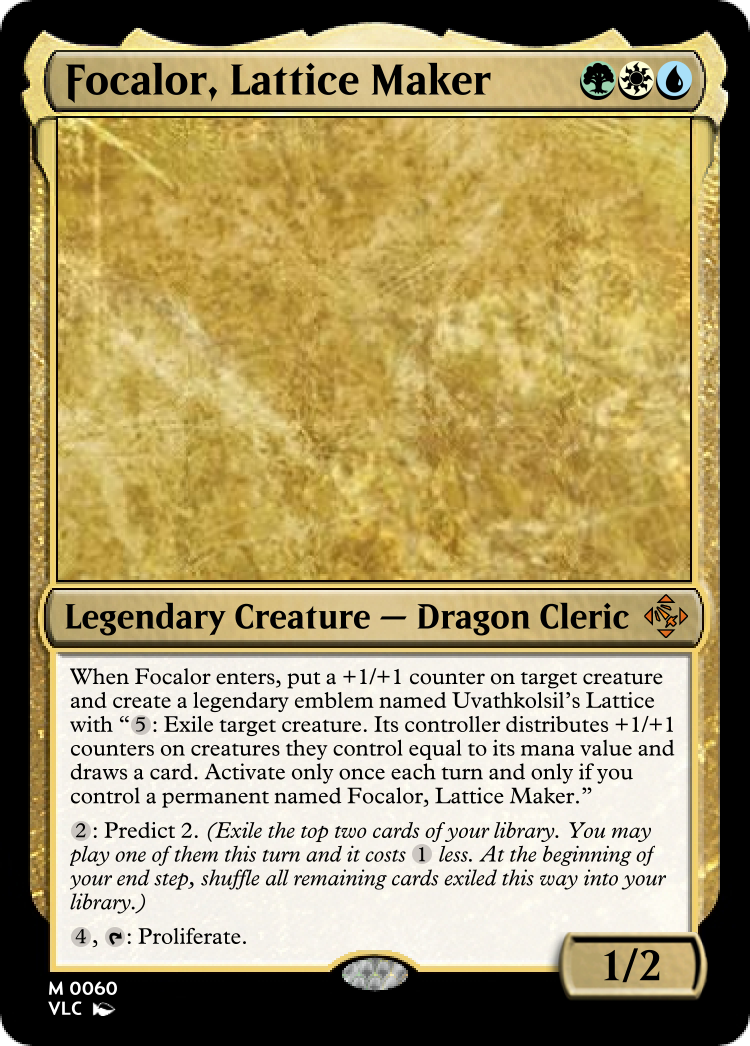 Focalor, Lattice Maker
Legendary Creature — Dragon Cleric
When Focalor enters, put a +1/+1 counter on target creature
and create a legendary emblem named Uvathkolsil's Lattice
with “5: Exile target creature. Its controller distributes +1/+1
counters on creatures they control equal to its mana value and
draws a card. Activate only once each turn and only if you
control a permanent named Focalor, Lattice Maker.”
2: Predict 2. (Exile the top two cards of your library. You may
play one of them this turn and it costs 1 less. At the beginning of
your end step, shuffle all remaining cards exiled this way into your
library.)
4, : Proliferate.
1/2
M 0060
VLC